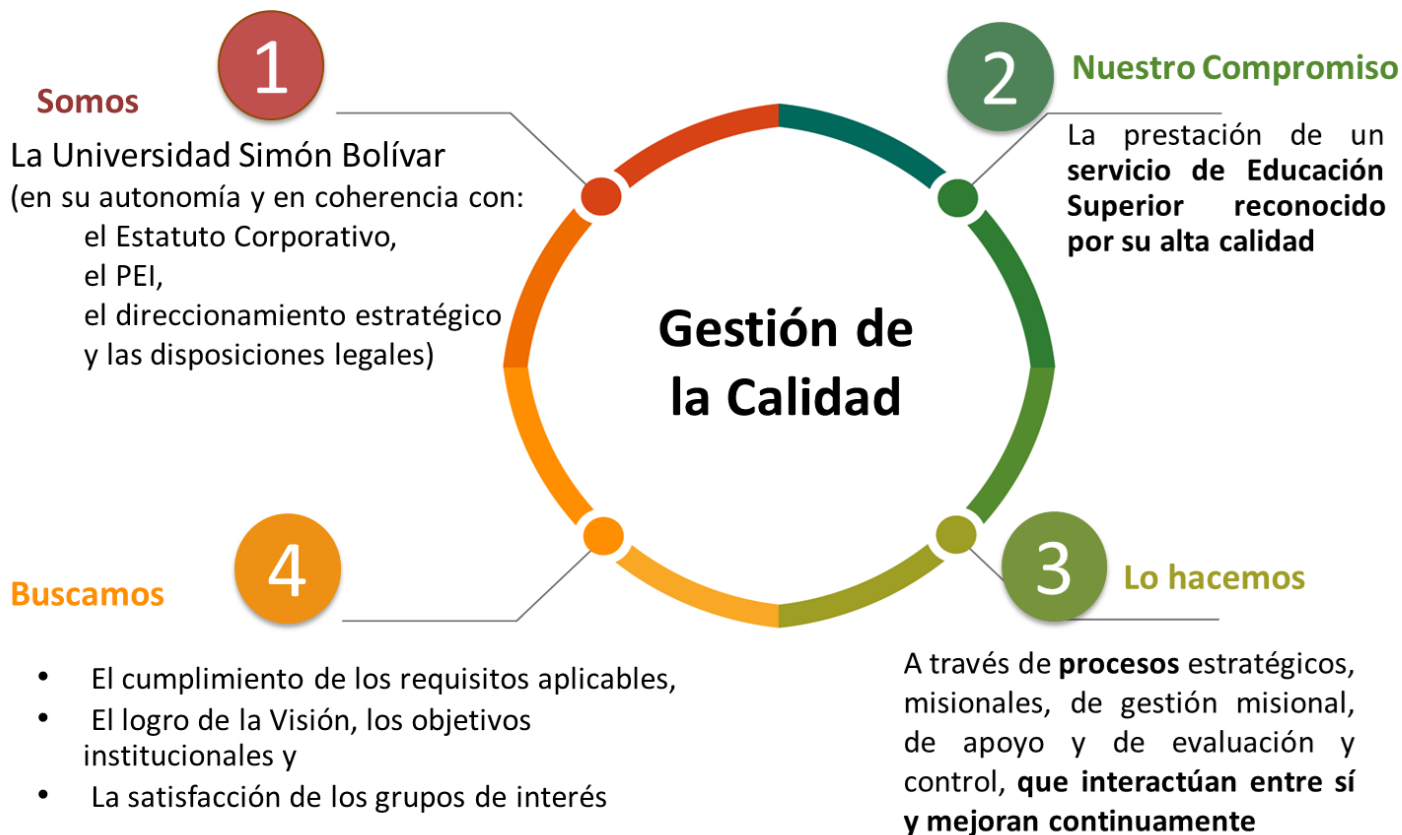 1
Somos
La Universidad Simón Bolívar
(en su autonomía y en coherencia con:
el Estatuto Corporativo,
el PEI,
el direccionamiento estratégico
y las disposiciones legales)
2
Nuestro Compromiso
La prestación de un
servicio de Educación
Superior reconocido
por su alta calidad
Gestión de
la Calidad
3
Lo hacemos
A través de procesos estratégicos,
misionales, de gestión misional,
de apoyo y de evaluación y
control, que interactúan entre sí
y mejoran continuamente
4
Buscamos
• El cumplimiento de los requisitos aplicables,
• El logro de la Visión, los objetivos
institucionales y
• La satisfacción de los grupos de interés